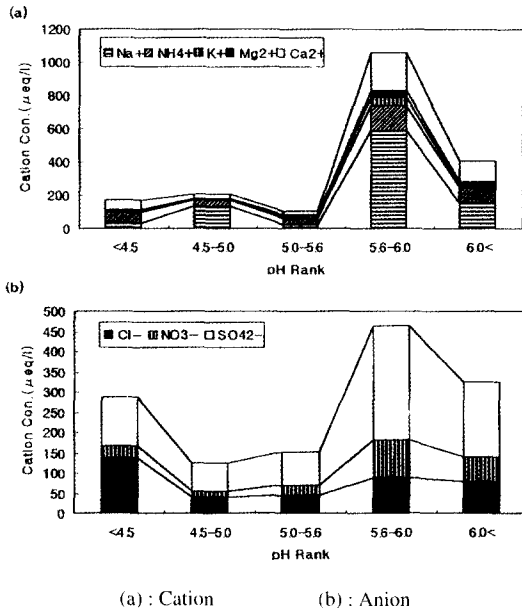 (a)
1200
1000
800
600
400
200
0
Cation Con.(μeq/l)
Na+ NH4+ K+ Mg2+ Ca2+
<4.5 4.5-5.0 5.0-5.6 5.6-6.0 6.0<
pH Rank
(b)
500
450
400
350
300
250
200
150
100
50
0
Cation Con.(μeq/l)
Cl- NO3- SO42-
<4.5 4.5-5.0 5.0-5.6 5.6-6.0 6.0<
pH Rank
(a) : Cation (b) : Anion